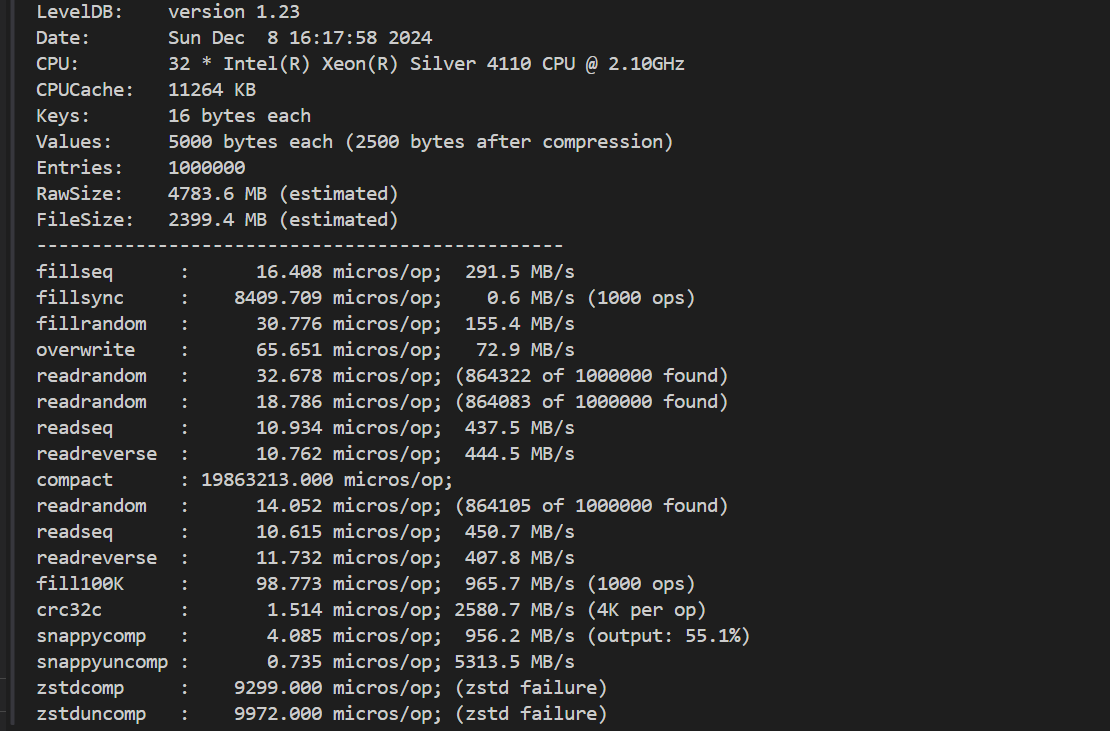 LevelDB:    version 1.23
Date:       Sun Dec  8 16:17:58 2024
CPU:        32 * Intel(R) Xeon(R) Silver 4110 CPU @ 2.10GHz
CPUCache:   11264 KB
Keys:       16 bytes each
Values:     5000 bytes each (2500 bytes after compression)
Entries:    1000000
RawSize:    4783.6 MB (estimated)
FileSize:   2399.4 MB (estimated)
------------------------------------------------
fillseq      :      16.408 micros/op;  291.5 MB/s
fillsync     :    8409.709 micros/op;    0.6 MB/s (1000 ops)
fillrandom   :      30.776 micros/op;  155.4 MB/s
overwrite    :      65.651 micros/op;   72.9 MB/s
readrandom   :      32.678 micros/op; (864322 of 1000000 found)
readrandom   :      18.786 micros/op; (864083 of 1000000 found)
readseq      :      10.934 micros/op;  437.5 MB/s
readreverse  :      10.762 micros/op;  444.5 MB/s
compact      : 19863213.000 micros/op;
readrandom   :      14.052 micros/op; (864105 of 1000000 found)
readseq      :      10.615 micros/op;  450.7 MB/s
readreverse  :      11.732 micros/op;  407.8 MB/s
fill100K     :      98.773 micros/op;  965.7 MB/s (1000 ops)
crc32c       :       1.514 micros/op; 2580.7 MB/s (4K per op)
snappycomp   :       4.085 micros/op;  956.2 MB/s (output: 55.1%)
snappyuncomp :       0.735 micros/op; 5313.5 MB/s
zstdcomp     :    9299.000 micros/op; (zstd failure)
zstduncomp   :    9972.000 micros/op; (zstd failure)